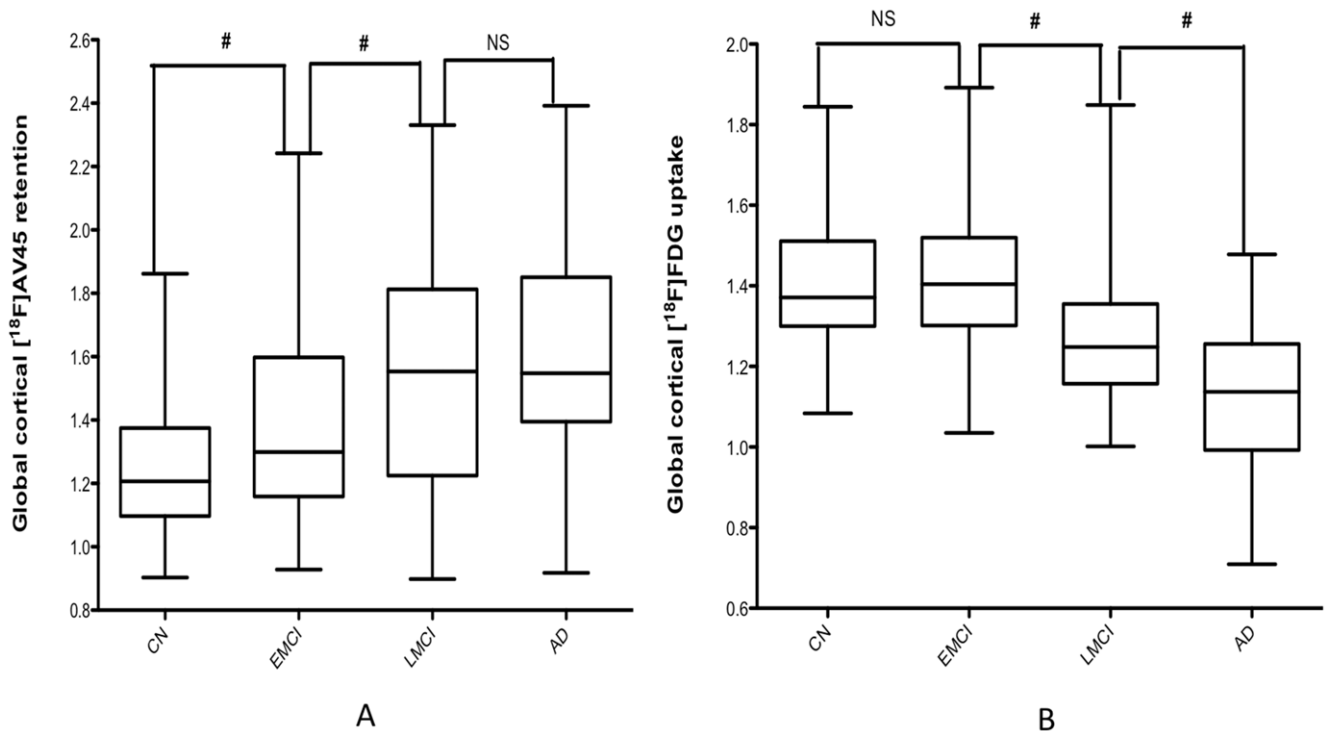 Global cortical [¹⁸F]AV45 retention
2.6
2.4
2.2
2.0
1.8
1.6
1.4
1.2
1.0
0.8
# # NS
CN EMCI LMCI AD
A
Global cortical [¹⁸F]FDG uptake
2.0
1.8
1.6
1.4
1.2
1.0
0.8
0.6
NS # #
CN EMCI LMCI AD
B